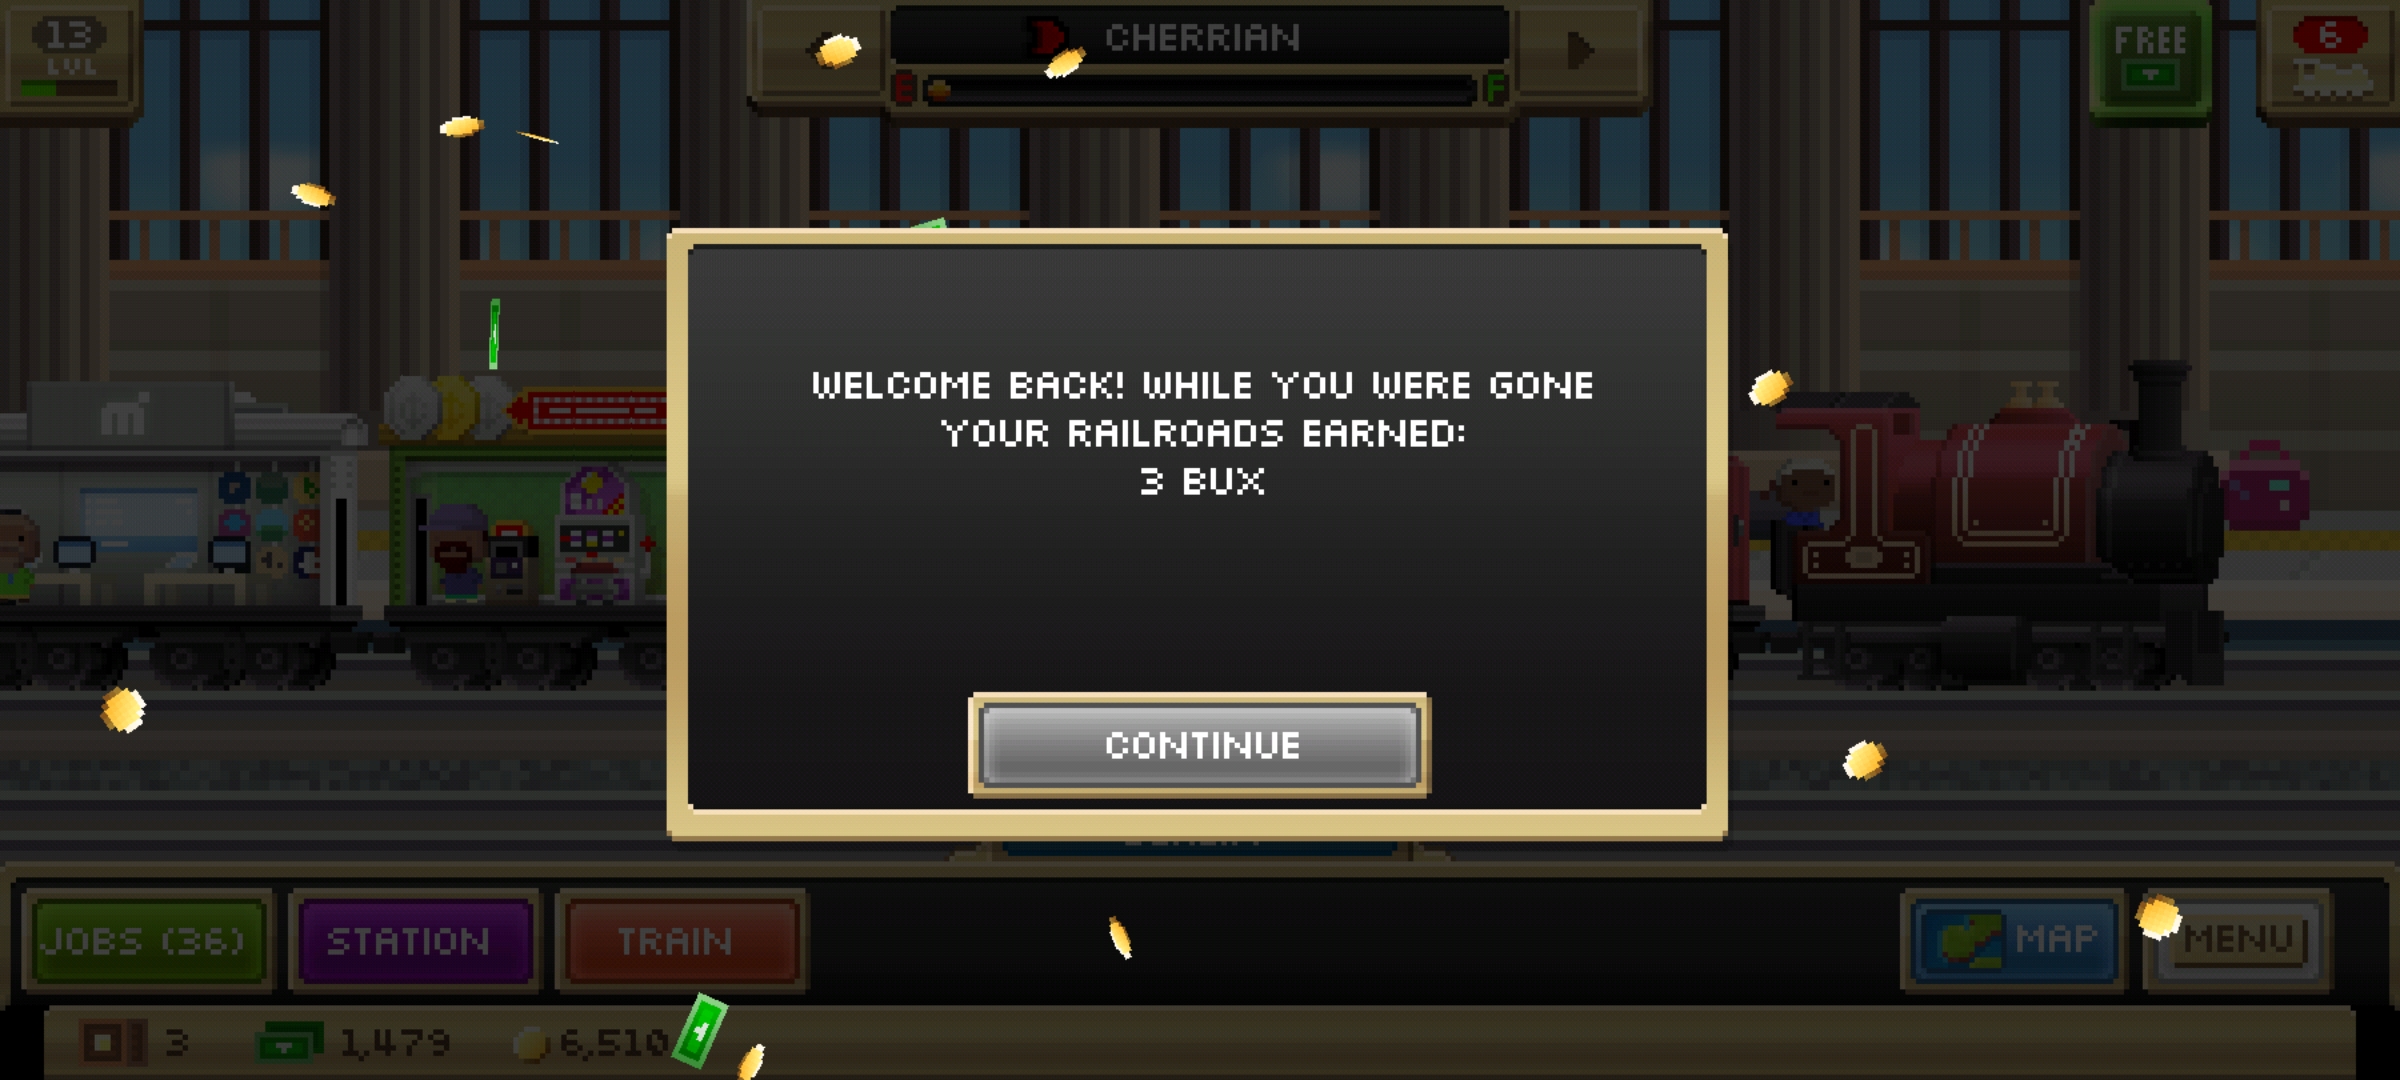 13
LVL
CHERRIAN
E
F
FREE
6
m
WELCOME BACK! WHILE YOU WERE GONE
YOUR RAILROADS EARNED:
3 BUX
CONTINUE
JOBS (36)
STATION
TRAIN
MAP
MENU
3
1,479
6,510